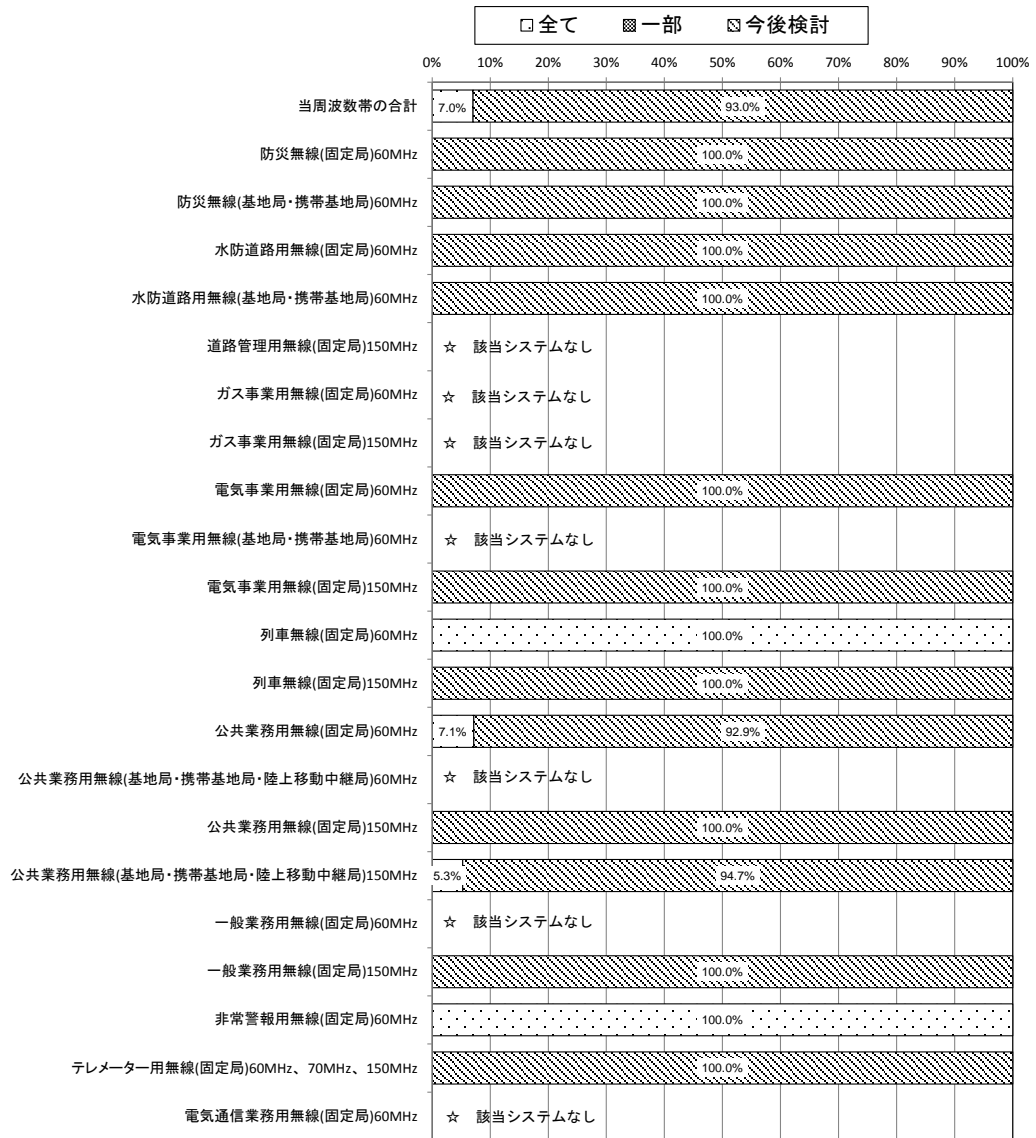 全て 一部 今後検討
0% 10% 20% 30% 40% 50% 60% 70% 80% 90% 100%
当周波数帯の合計 7.0% 93.0%
防災無線(固定局)60MHz 100.0%
防災無線(基地局・携帯基地局)60MHz 100.0%
水防道路用無線(固定局)60MHz 100.0%
水防道路用無線(基地局・携帯基地局)60MHz 100.0%
道路管理用無線(固定局)150MHz ☆ 該当システムなし
ガス事業用無線(固定局)60MHz ☆ 該当システムなし
ガス事業用無線(固定局)150MHz ☆ 該当システムなし
電気事業用無線(固定局)60MHz 100.0%
電気事業用無線(基地局・携帯基地局)60MHz ☆ 該当システムなし
電気事業用無線(固定局)150MHz 100.0%
列車無線(固定局)60MHz 100.0%
列車無線(固定局)150MHz 100.0%
公共業務用無線(固定局)60MHz 7.1% 92.9%
公共業務用無線(基地局・携帯基地局・陸上移動中継局)60MHz ☆ 該当システムなし
公共業務用無線(固定局)150MHz 100.0%
公共業務用無線(基地局・携帯基地局・陸上移動中継局)150MHz 5.3% 94.7%
一般業務用無線(固定局)60MHz ☆ 該当システムなし
一般業務用無線(固定局)150MHz 100.0%
非常警報用無線(固定局)60MHz 100.0%
テレメーター用無線(固定局)60MHz、70MHz、150MHz 100.0%
電気通信業務用無線(固定局)60MHz ☆ 該当システムなし